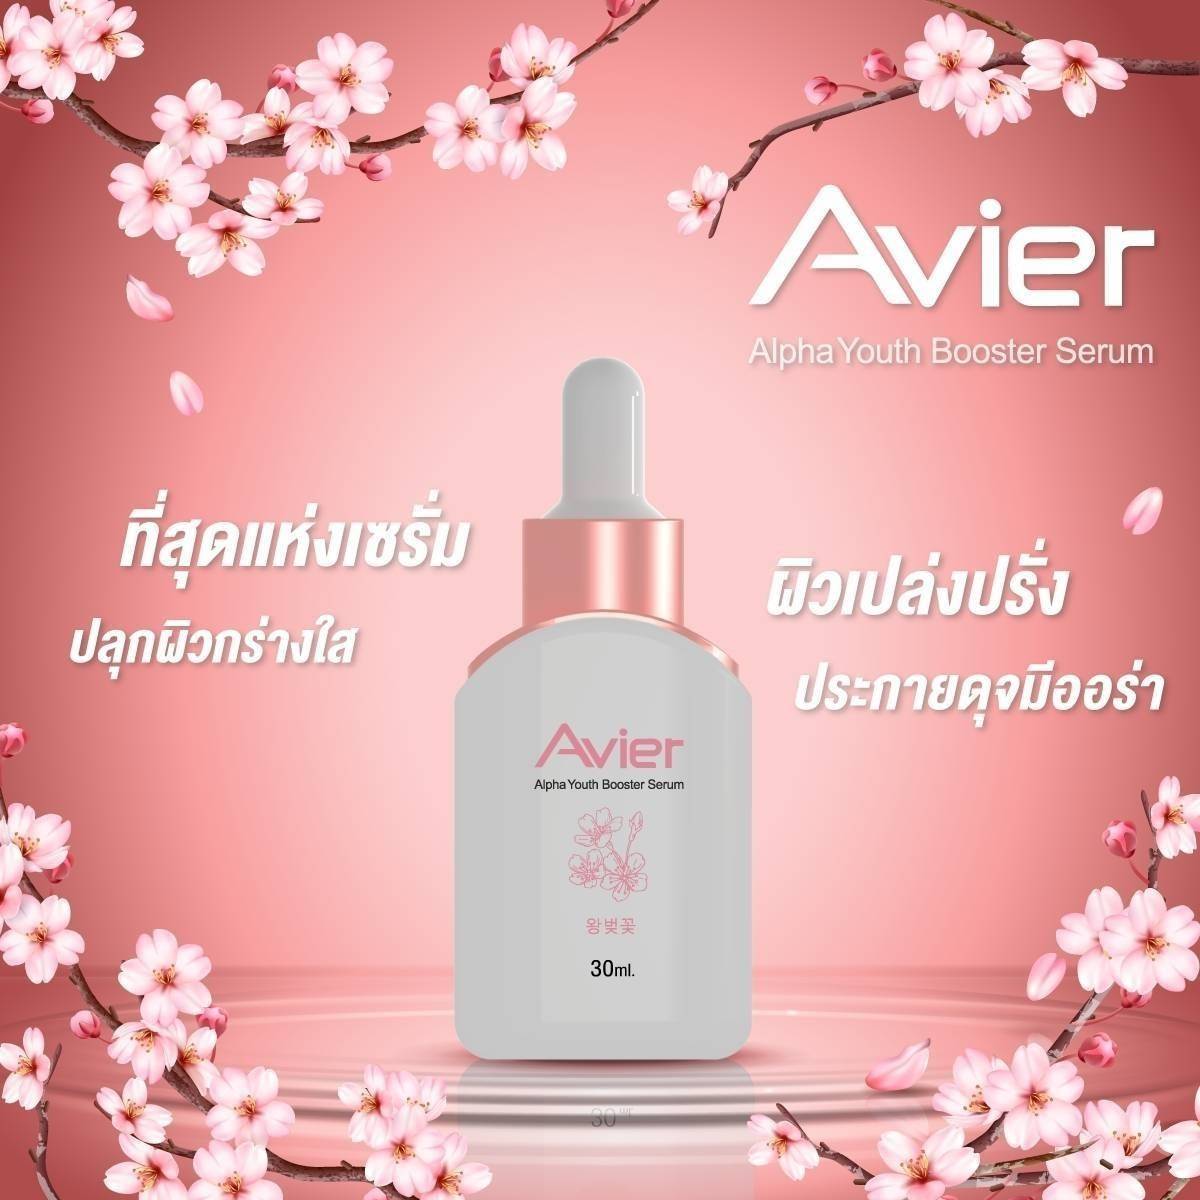 Avier
Alpha Youth Booster Serum
ที่สุดแห่งเซรั่ม
ปลุกผิวกร่างใส
ผิวเปล่งปรั่ง
ประกายดุจมีออร่า
Avier
Alpha Youth Booster Serum
왕벚꽃
30ml.